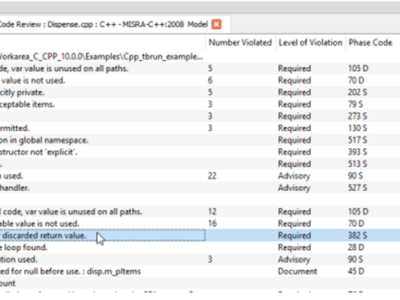 Code Review : Dispense.cpp : C++ - MISRA-C++:2008 Model
Number Violated Level of Violation Phase Code
Workarea_C_CPP_10.0.0\Examples\Cpp_tbrun_example...
de, var value is unused on all paths. 5 Required 105 D
value is not used. 6 Required 70 D
citly private. 5 Required 202 S
ceptable items. 3 Required 79 S
3 Required 273 S
rmitted. 3 Required 130 S
on in global namespace. Required 517 S
structor not 'explicit'. Required 393 S
. Required 513 S
n used. 22 Advisory 90 S
handler. Advisory 527 S
l code, var value is unused on all paths. 12 Required 105 D
able value is not used. 16 Required 70 D
discarded return value. Required 382 S
e loop found. Required 28 D
tion used. 3 Advisory 90 S
ed for null before use. : disp.m_pItems Document 45 D
ount